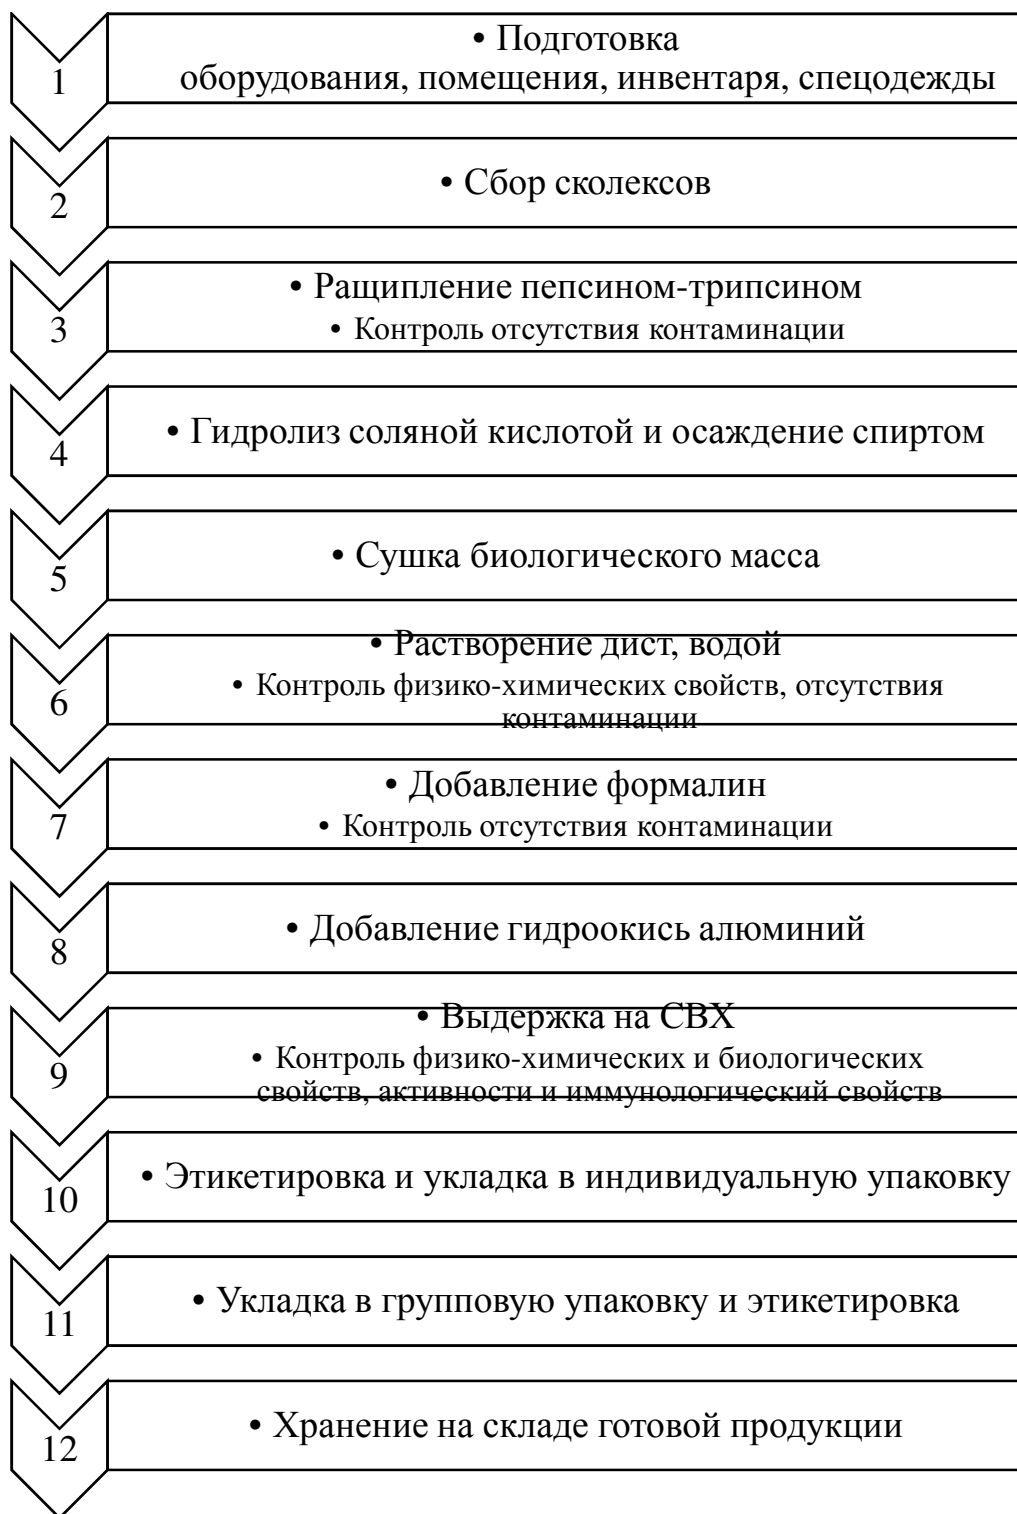 1
• Подготовка
оборудования, помещения, инвентаря, спецодежды
2
• Сбор сколексов
3
• Ращипление пепсином-трипсином
• Контроль отсутствия контаминации
4
• Гидролиз соляной кислотой и осаждение спиртом
5
• Сушка биологического масса
6
• Растворение дист, водой
• Контроль физико-химических свойств, отсутствия
контаминации
7
• Добавление формалин
• Контроль отсутствия контаминации
8
• Добавление гидроокись алюминий
9
• Выдержка на СВХ
• Контроль физико-химических и биологических
свойств, активности и иммунологический свойств
10
• Этикетировка и укладка в индивидуальную упаковку
11
• Укладка в групповую упаковку и этикетировка
12
• Хранение на складе готовой продукции